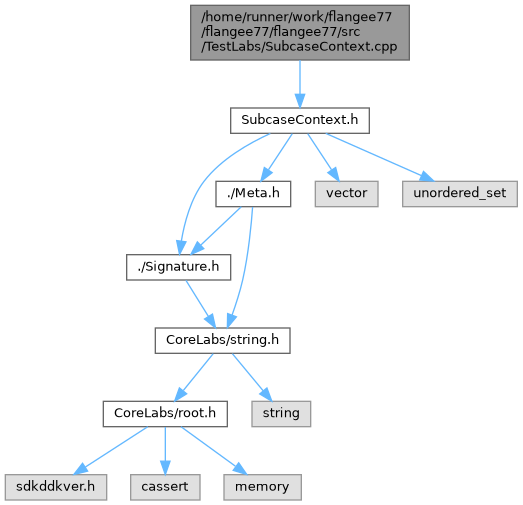 /home/runner/work/flangee77
/flangee77/flangee77/src
/TestLabs/SubcaseContext.cpp
SubcaseContext.h
./Meta.h
vector
unordered_set
./Signature.h
CoreLabs/string.h
CoreLabs/root.h
string
sdkddkver.h
cassert
memory